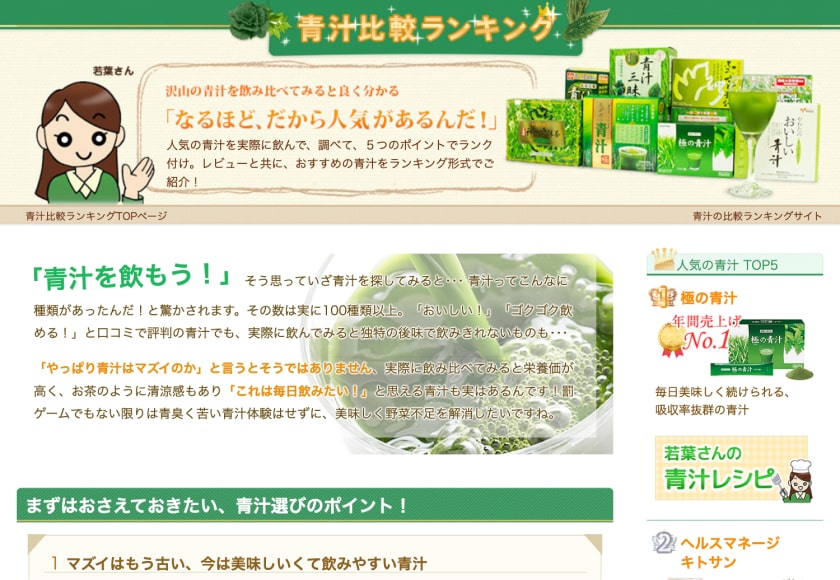 青汁比較ランキング
若葉さん
沢山の青汁を飲み比べてみると良く分かる
「なるほど、だから人気があるんだ！」
人気の青汁を実際に飲んで、調べて、５つのポイントでランク
付け。レビューと共に、おすすめの青汁をランキング形式でご
紹介！
青汁
三昧
青汁
極の青汁
おいしい
青汁
青汁比較ランキングTOPページ
青汁の比較ランキングサイト
「青汁を飲もう！」 そう思っていざ青汁を探してみると･･･ 青汁ってこんなに
種類があったんだ！と驚かされます。その数は実に100種類以上。「おいしい！」「ゴクゴク飲
める！」と口コミで評判の青汁でも、実際に飲んでみると独特の後味で飲みきれないものも･･･
「やっぱり青汁はマズイのか」と言うとそうではありません、実際に飲み比べてみると栄養価が
高く、お茶のように清涼感もあり「これは毎日飲みたい！」と思える青汁も実はあるんです！罰
ゲームでもない限りは青臭く苦い青汁体験はせずに、美味しく野菜不足を解消したいですね。
まずはおさえておきたい、青汁選びのポイント！
1 マズイはもう古い、今は美味しいくて飲みやすい青汁
人気の青汁 TOP5
1 極の青汁
年間売上げ
No.1
極の青汁
毎日美味しく続けられる、
吸収率抜群の青汁
若葉さんの
青汁レシピ
2 ヘルスマネージ
キトサン